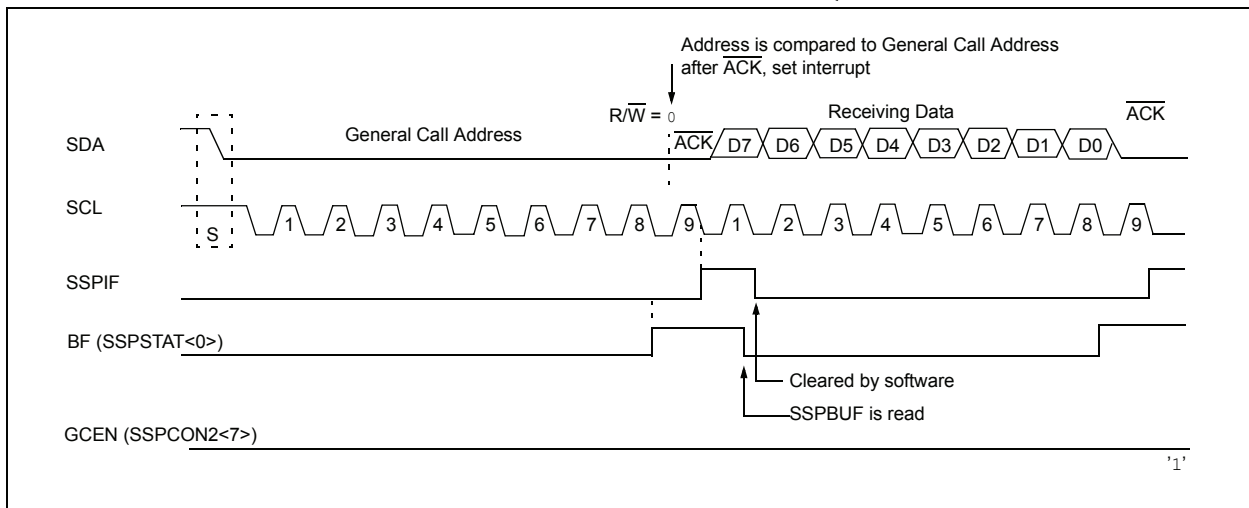 Address is compared to General Call Address
after ACK, set interrupt
R/W = 0
General Call Address
Receiving Data
ACK
SDA
ACK D7 D6 D5 D4 D3 D2 D1 D0
SCL
S
1 2 3 4 5 6 7 8 9 1 2 3 4 5 6 7 8 9
SSPIF
BF (SSPSTAT<0>)
Cleared by software
SSPBUF is read
GCEN (SSPCON2<7>)
'1'